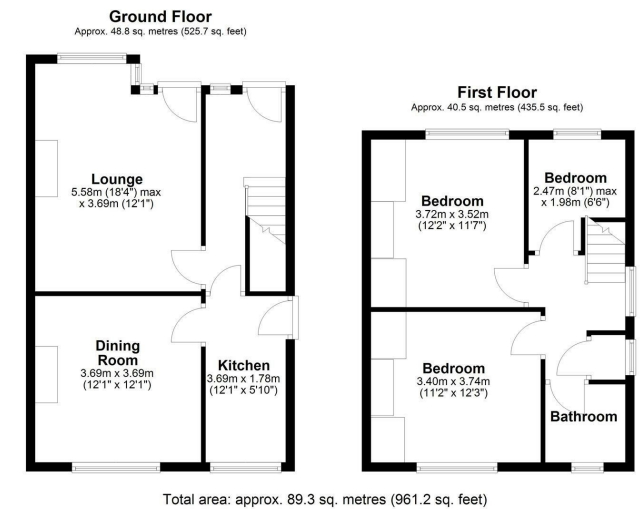 Ground Floor
Approx. 48.8 sq. metres (525.7 sq. feet)
Lounge
5.58m (18'4") max
x 3.69m (12'1")
Dining
Room
3.69m x 3.69m
(12'1" x 12'1")
Kitchen
3.69m x 1.78m
(12'1" x 5'10")
First Floor
Approx. 40.5 sq. metres (435.5 sq. feet)
Bedroom
3.72m x 3.52m
(12'2" x 11'7")
Bedroom
2.47m (8'1") max
x 1.98m (6'6")
Bedroom
3.40m x 3.74m
(11'2" x 12'3")
Bathroom
Total area: approx. 89.3 sq. metres (961.2 sq. feet)